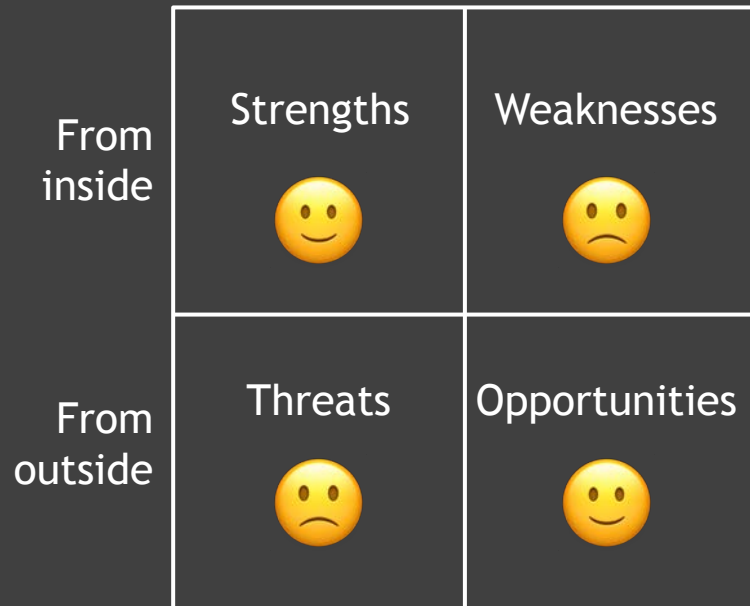 Strengths
Weaknesses
From
inside
Threats
Opportunities
From
outside